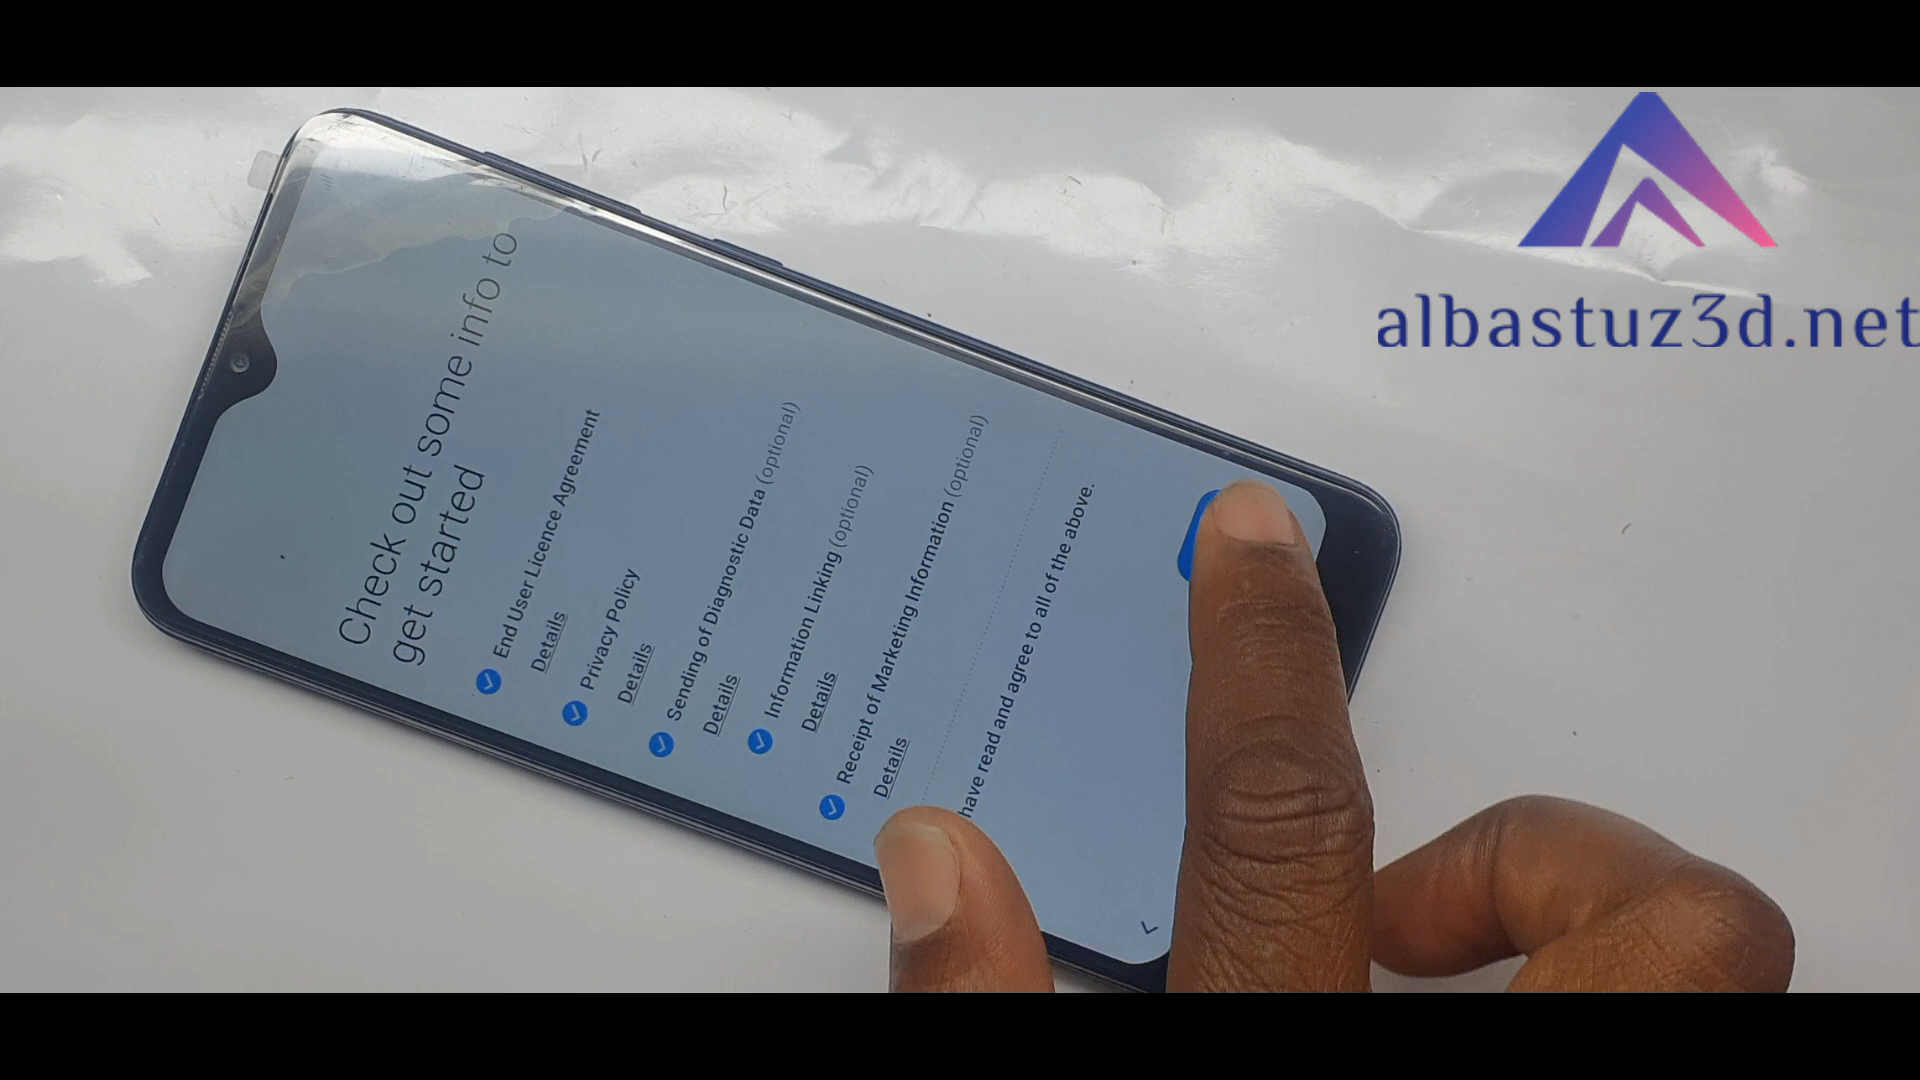 albastuz3d.net
Check out some info to
get started
End User Licence Agreement
Details
Privacy Policy
Details
Sending of Diagnostic Data (optional)
Details
Information Linking (optional)
Details
Receipt of Marketing Information (optional)
Details
have read and agree to all of the above.